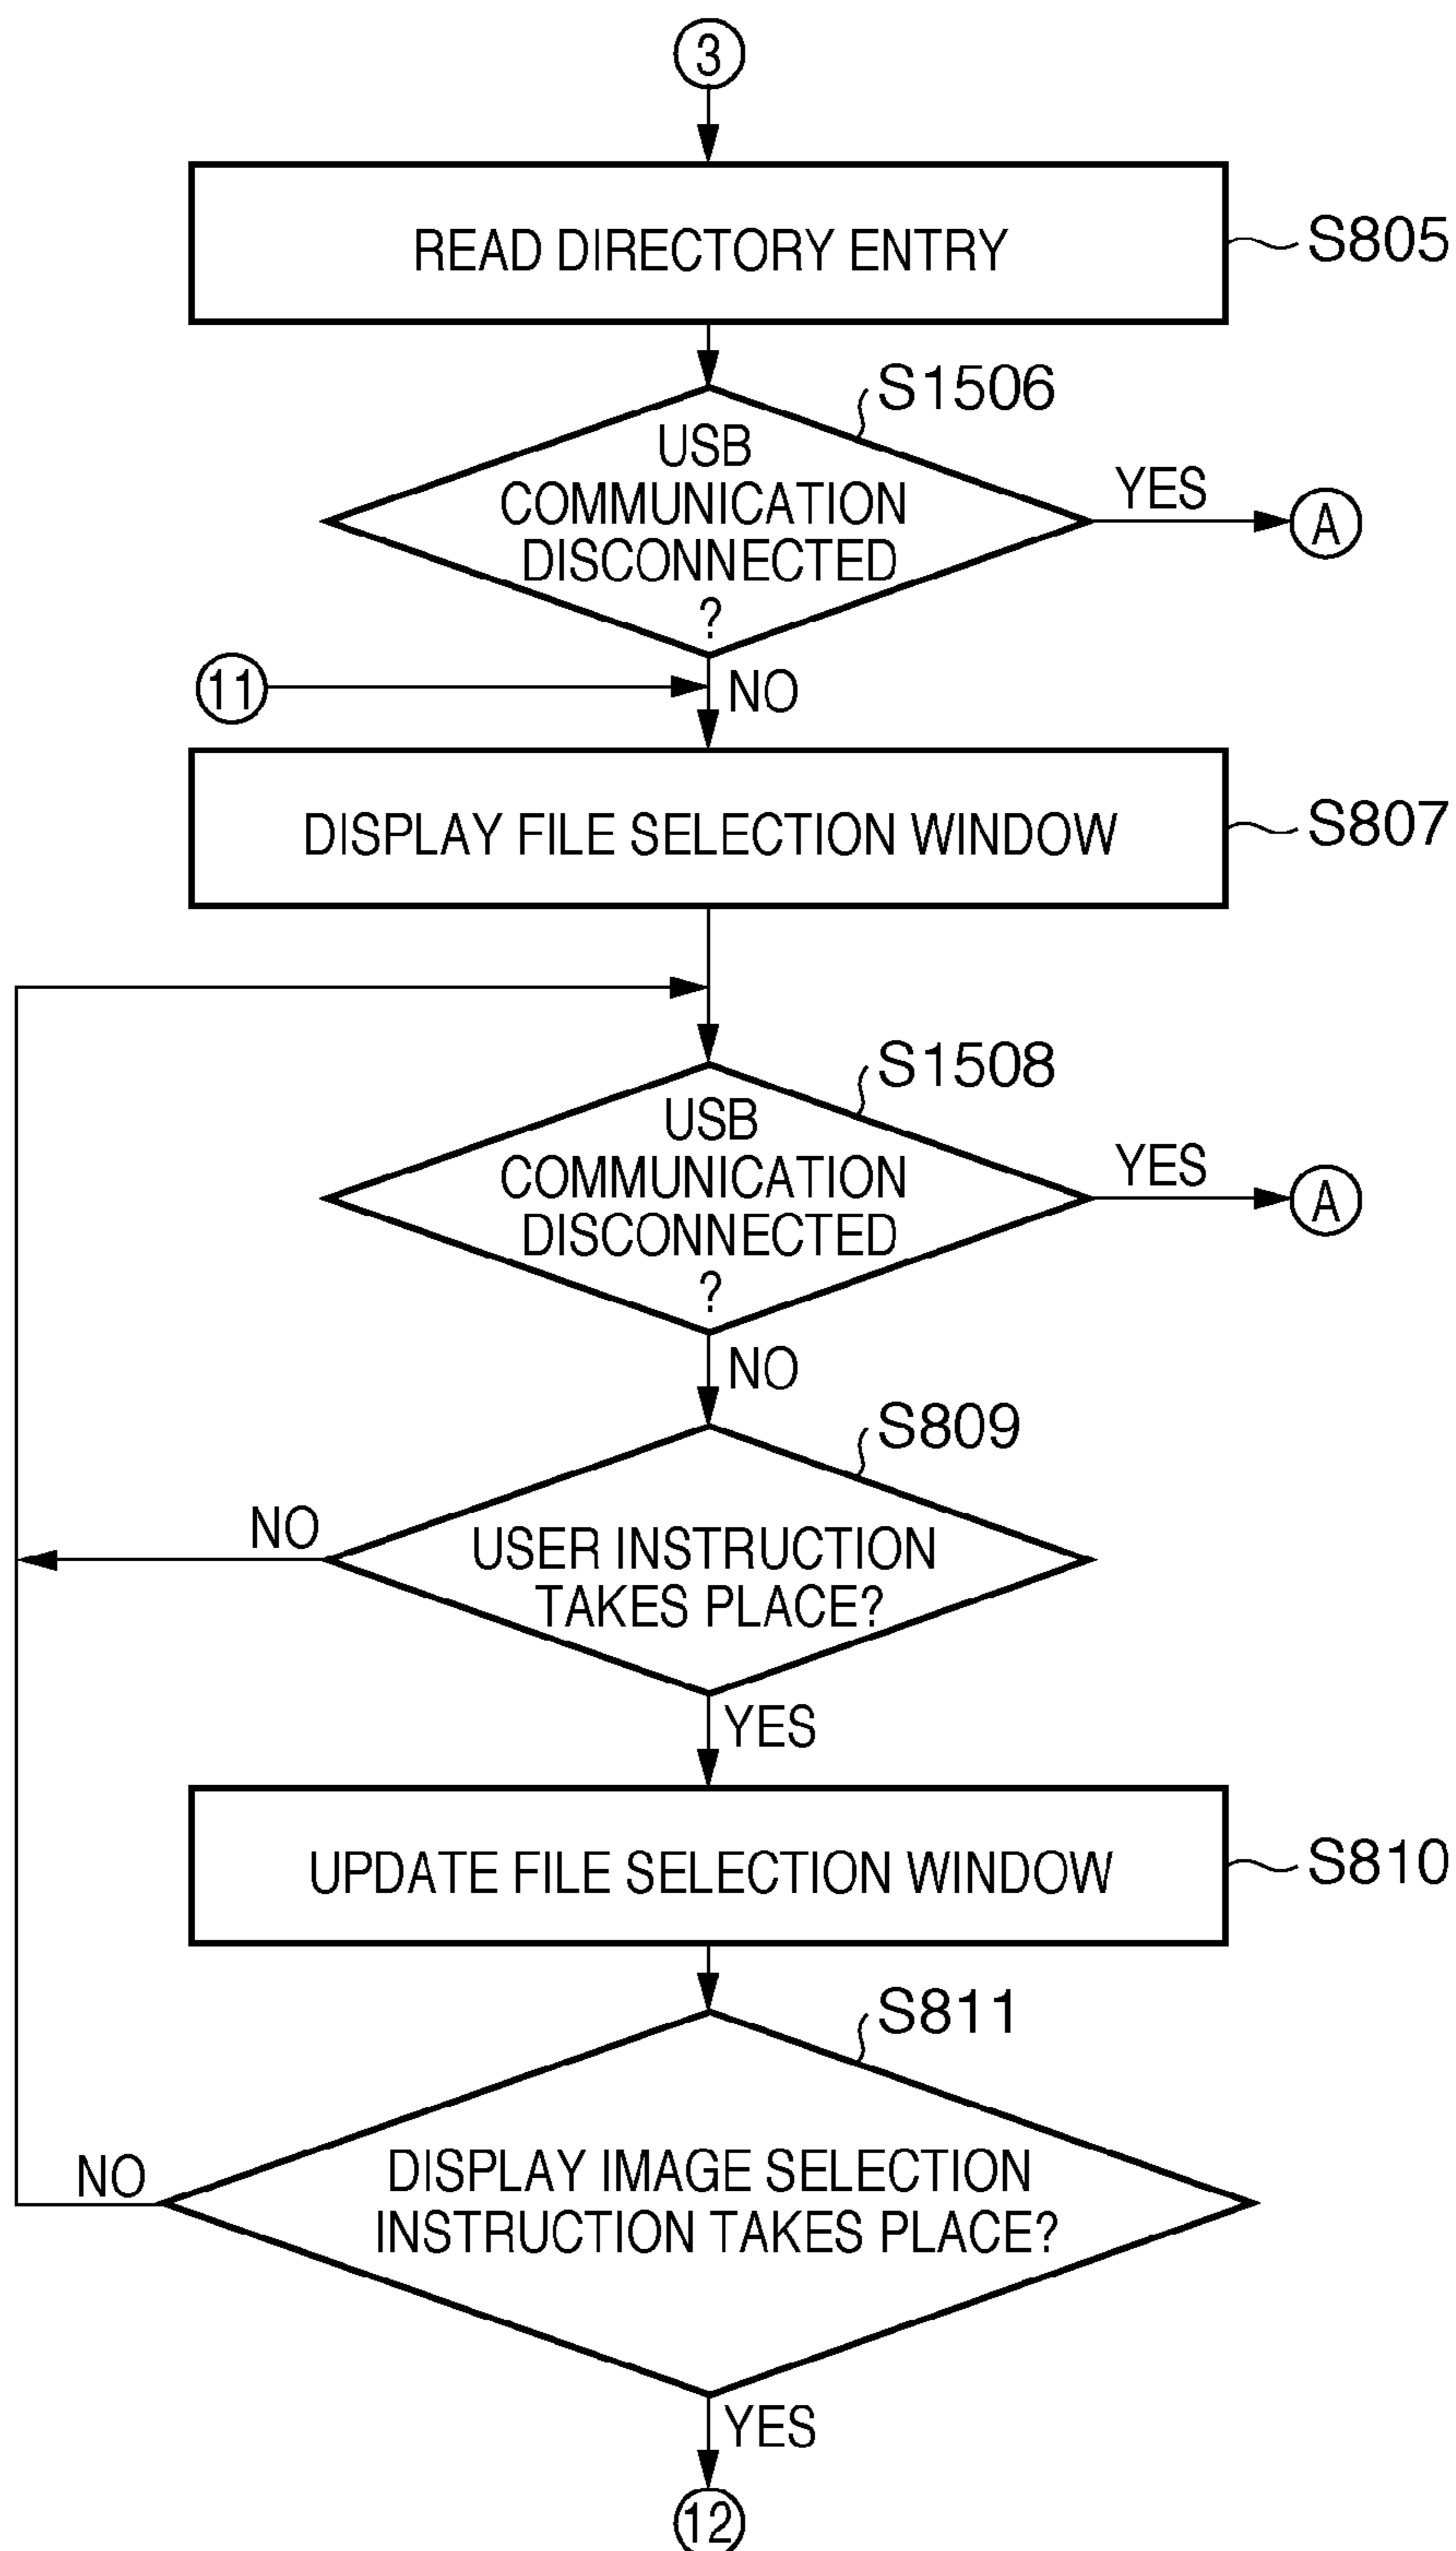 3
READ DIRECTORY ENTRY
S805
S1506
USB
COMMUNICATION
DISCONNECTED
?
YES
A
11
NO
DISPLAY FILE SELECTION WINDOW
S807
S1508
USB
COMMUNICATION
DISCONNECTED
?
YES
A
NO
S809
NO
USER INSTRUCTION
TAKES PLACE?
YES
UPDATE FILE SELECTION WINDOW
S810
S811
NO
DISPLAY IMAGE SELECTION
INSTRUCTION TAKES PLACE?
YES
12